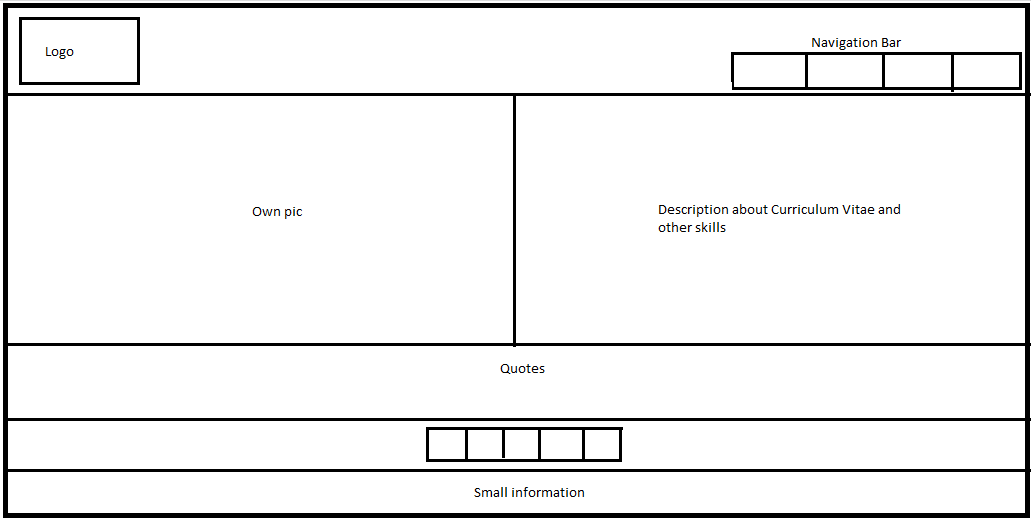 Logo
Navigation Bar
Own pic
Description about Curriculum Vitae and
other skills
Quotes
Small information